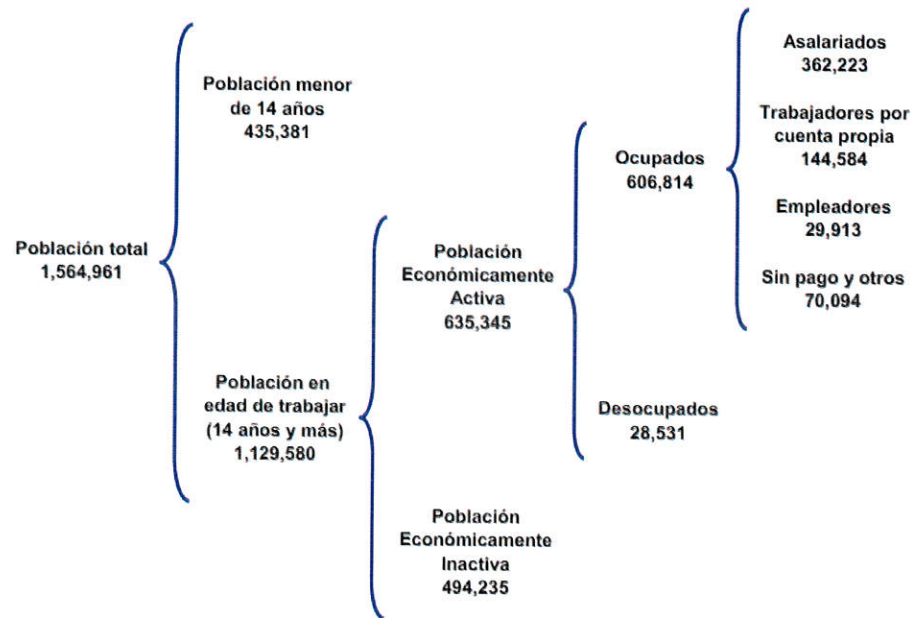 Población total
1,564,961
Población menor
de 14 años
435,381
Población en
edad de trabajar
(14 años y más)
1,129,580
Población
Económicamente
Activa
635,345
Población
Económicamente
Inactiva
494,235
Ocupados
606,814
Desocupados
28,531
Asalariados
362,223
Trabajadores por
cuenta propia
144,584
Empleadores
29,913
Sin pago y otros
70,094